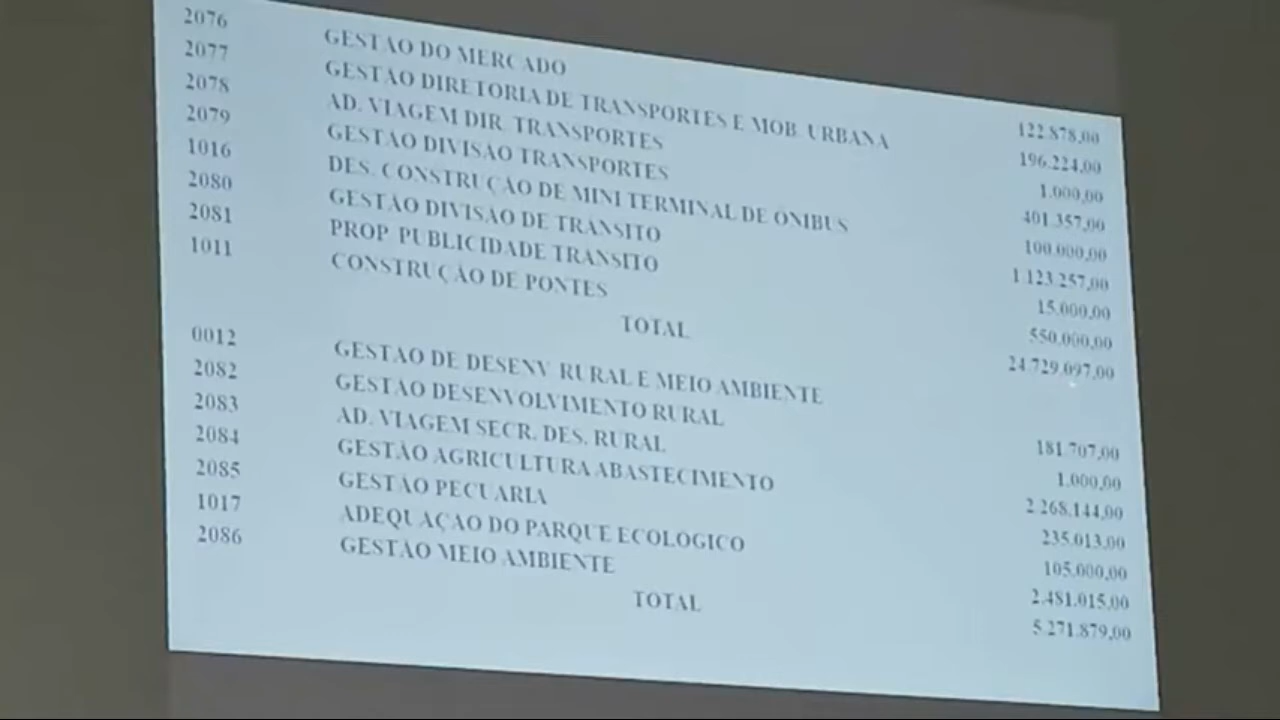 2076 GESTÃO DO MERCADO 122.878,00
2077 GESTÃO DIRETORIA DE TRANSPORTES E MOB. URBANA 196.224,00
2078 AD. VIAGEM DIR. TRANSPORTES 1.000,00
2079 GESTÃO DIVISÃO TRANSPORTES 401.357,00
1016 DES. CONSTRUÇÃO DE MINI TERMINAL DE ÔNIBUS 100.000,00
2080 GESTÃO DIVISÃO DE TRÂNSITO 1.123.257,00
2081 PROP. PUBLICIDADE TRÂNSITO 15.000,00
1011 CONSTRUÇÃO DE PONTES 550.000,00
TOTAL 24.729.097,00
0012 GESTÃO DE DESENV. RURAL E MEIO AMBIENTE
2082 GESTÃO DESENVOLVIMENTO RURAL 181.707,00
2083 AD. VIAGEM SECR. DES. RURAL 1.000,00
2084 GESTÃO AGRICULTURA ABASTECIMENTO 2.268.144,00
2085 GESTÃO PECUARIA 235.013,00
1017 ADEQUAÇÃO DO PARQUE ECOLÓGICO 105.000,00
2086 GESTÃO MEIO AMBIENTE 2.481.015,00
TOTAL 5.271.879,00